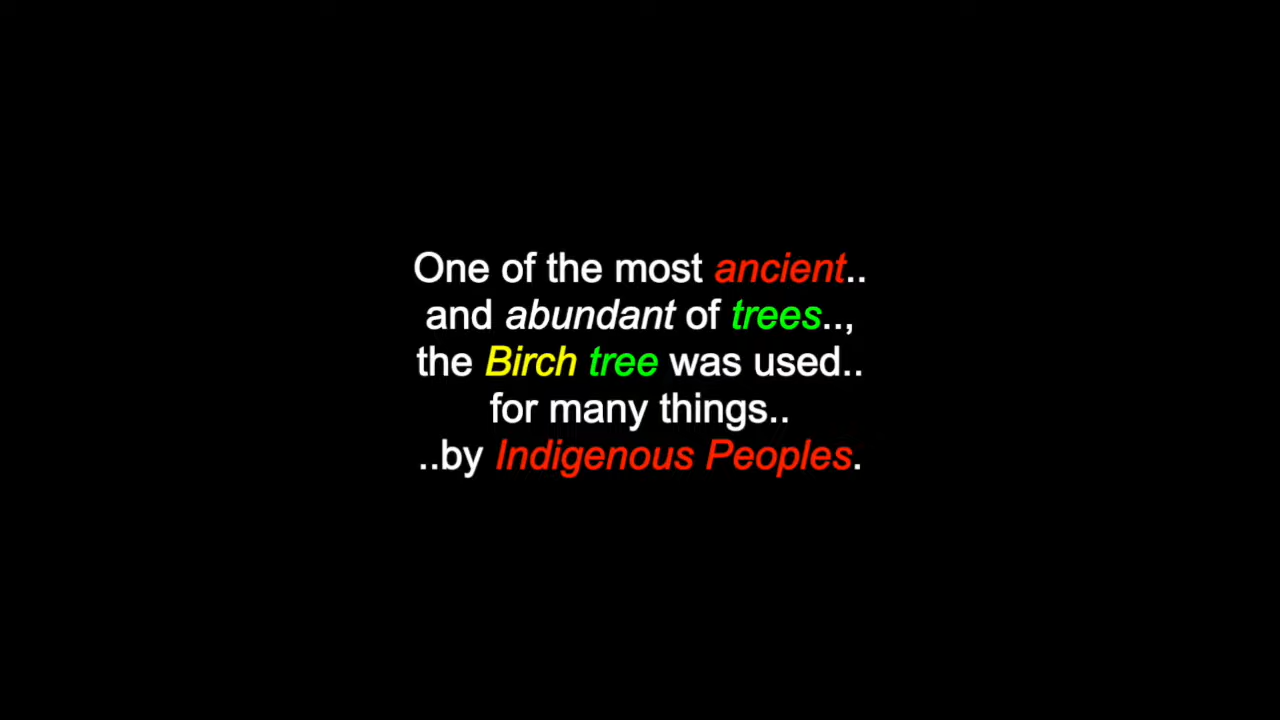 One of the most ancient..
and abundant of trees..,
the Birch tree was used..
for many things..
..by Indigenous Peoples.